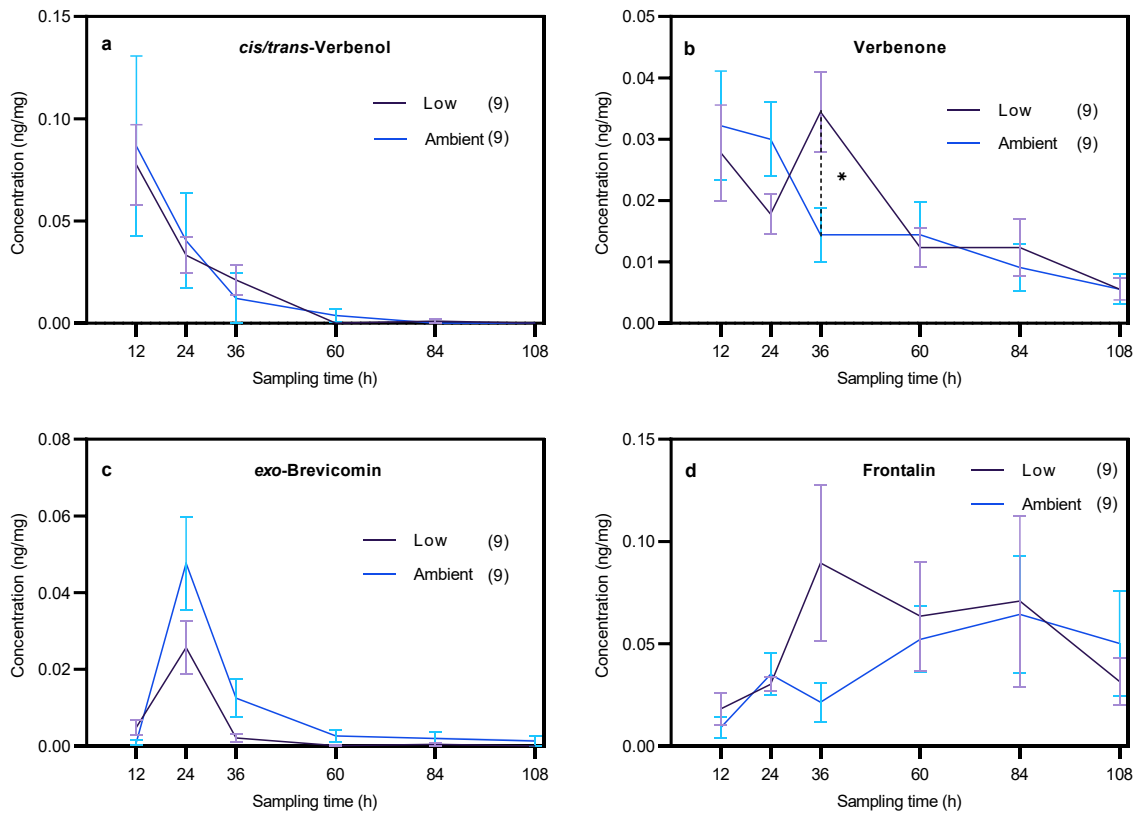 a
cis/trans-Verbenol
Low (9)
Ambient (9)
0.15
0.10
0.05
0.00
Concentration (ng/mg)
12 24 36 60 84 108
Sampling time (h)
b
Verbenone
Low (9)
Ambient (9)
*
0.05
0.04
0.03
0.02
0.01
0.00
Concentration (ng/mg)
12 24 36 60 84 108
Sampling time (h)
c
exo-Brevicomin
Low (9)
Ambient (9)
0.08
0.06
0.04
0.02
0.00
Concentration (ng/mg)
12 24 36 60 84 108
Sampling time (h)
d
Frontalin
Low (9)
Ambient (9)
0.15
0.10
0.05
0.00
Concentration (ng/mg)
12 24 36 60 84 108
Sampling time (h)